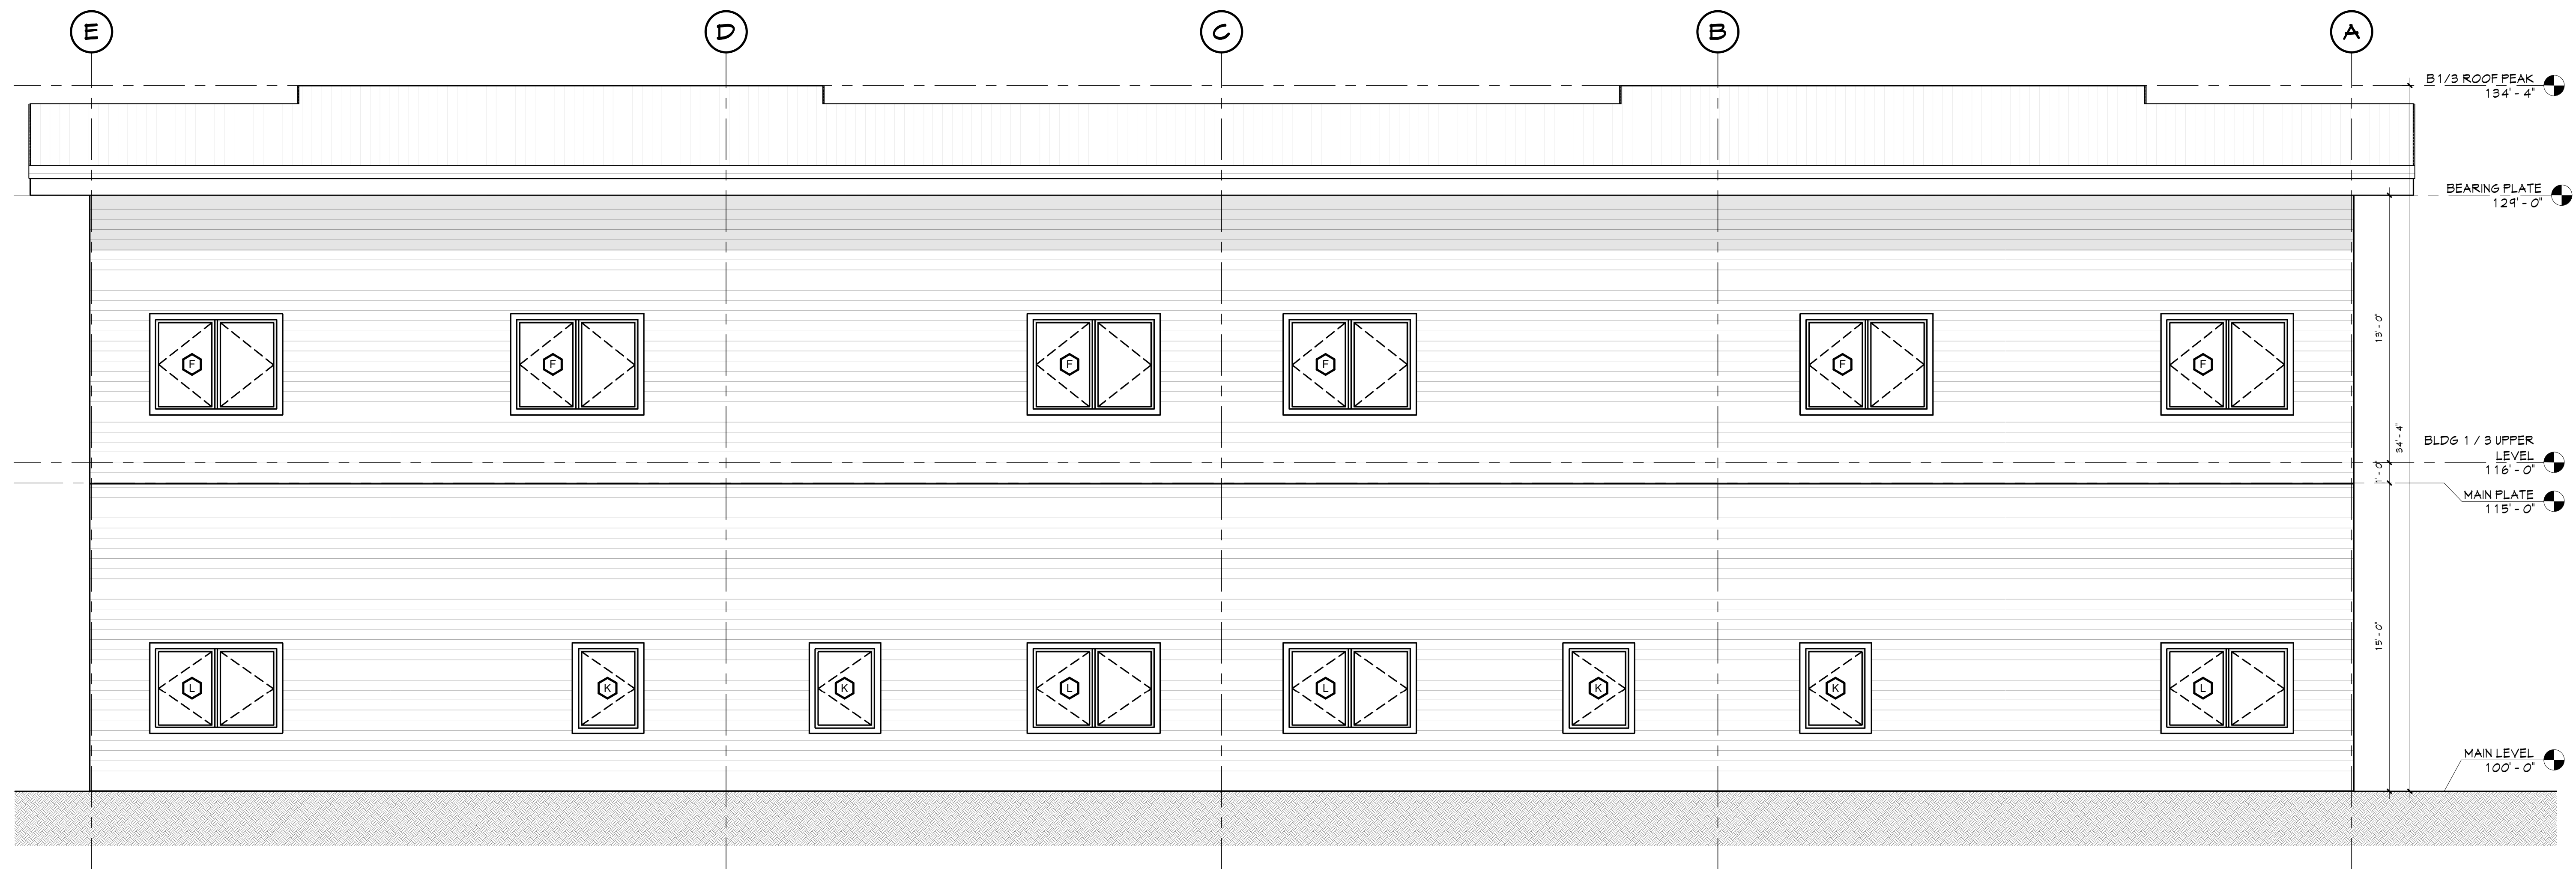 E
D
C
B
A
B1/3 ROOF PEAK
134' - 4"
BEARING PLATE
129' - 0"
F
F
F
F
F
F
13' - 0"
34' - 4"
BLDG 1 / 3 UPPER
LEVEL
116' - 0"
1' - 0"
MAIN PLATE
115' - 0"
15' - 0"
L
K
K
L
L
K
K
L
MAIN LEVEL
100' - 0"